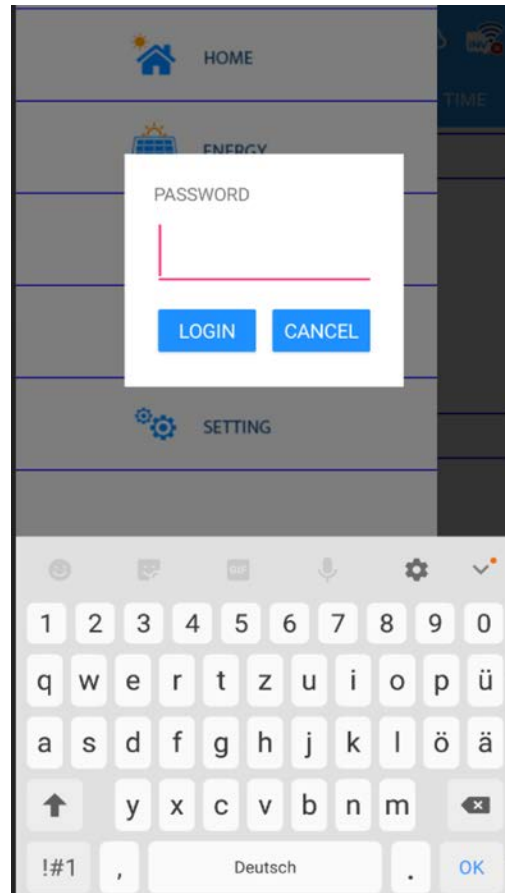 HOME
TIME
ENERGY
PASSWORD
LOGIN CANCEL
SETTING
GIF
1 2 3 4 5 6 7 8 9 0
q w e r t z u i o p ü
a s d f g h j k l ö ä
y x c v b n m
!#1 , Deutsch . OK